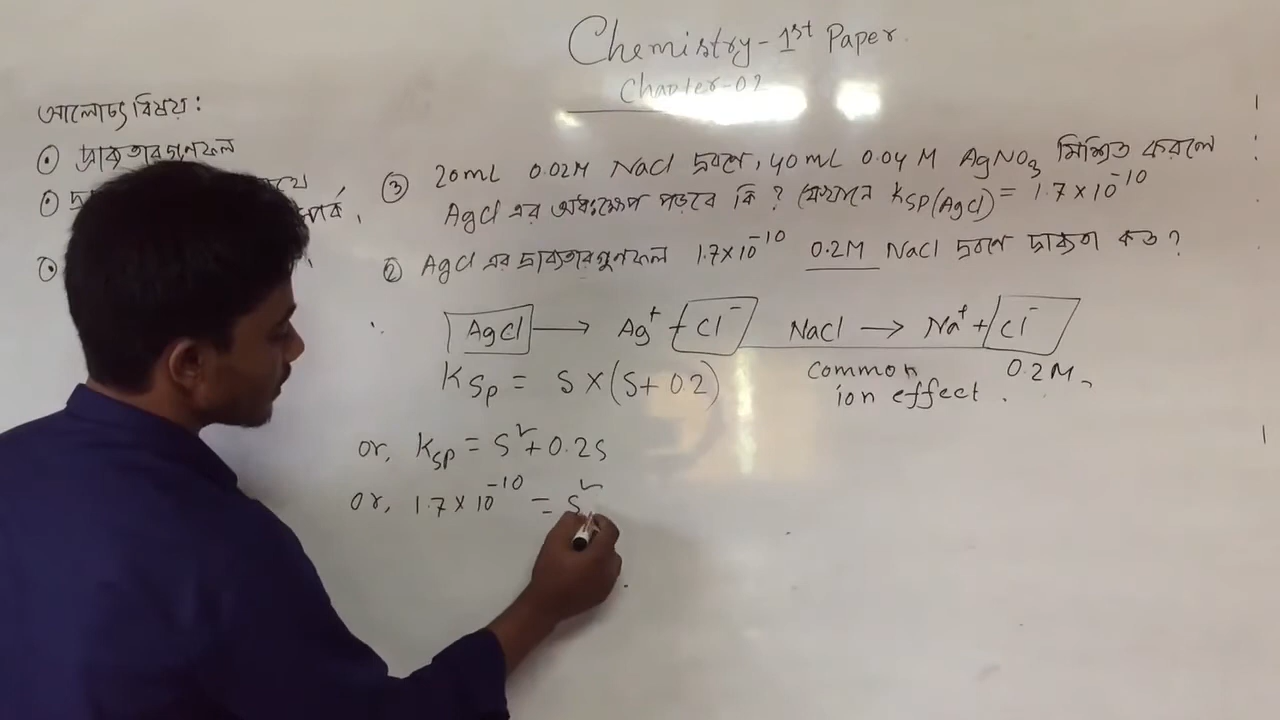 Chemistry - 1st Paper.
Chapter-02
আলোচ্য বিষয় :
দ্রাব্যতার গুণফল
③ 20mL 0.02M NaCl দ্রবণে, 40mL 0.04 M AgNO₃ মিশ্রিত করলে
AgCl এর অধঃক্ষেপ পড়বে কি ? যেখানে Ksp(AgCl) = 1.7×10⁻¹⁰
② AgCl এর দ্রাব্যতার গুণফল 1.7×10⁻¹⁰ 0.2M NaCl দ্রবণে দ্রাব্যতা কত ?
AgCl → Ag⁺ + Cl⁻ NaCl → Na⁺ + Cl⁻
Ksp = S × (S + 0.2) common 0.2M
ion effect .
or, Ksp = S² + 0.2S
or, 1.7 × 10⁻¹⁰ = S²